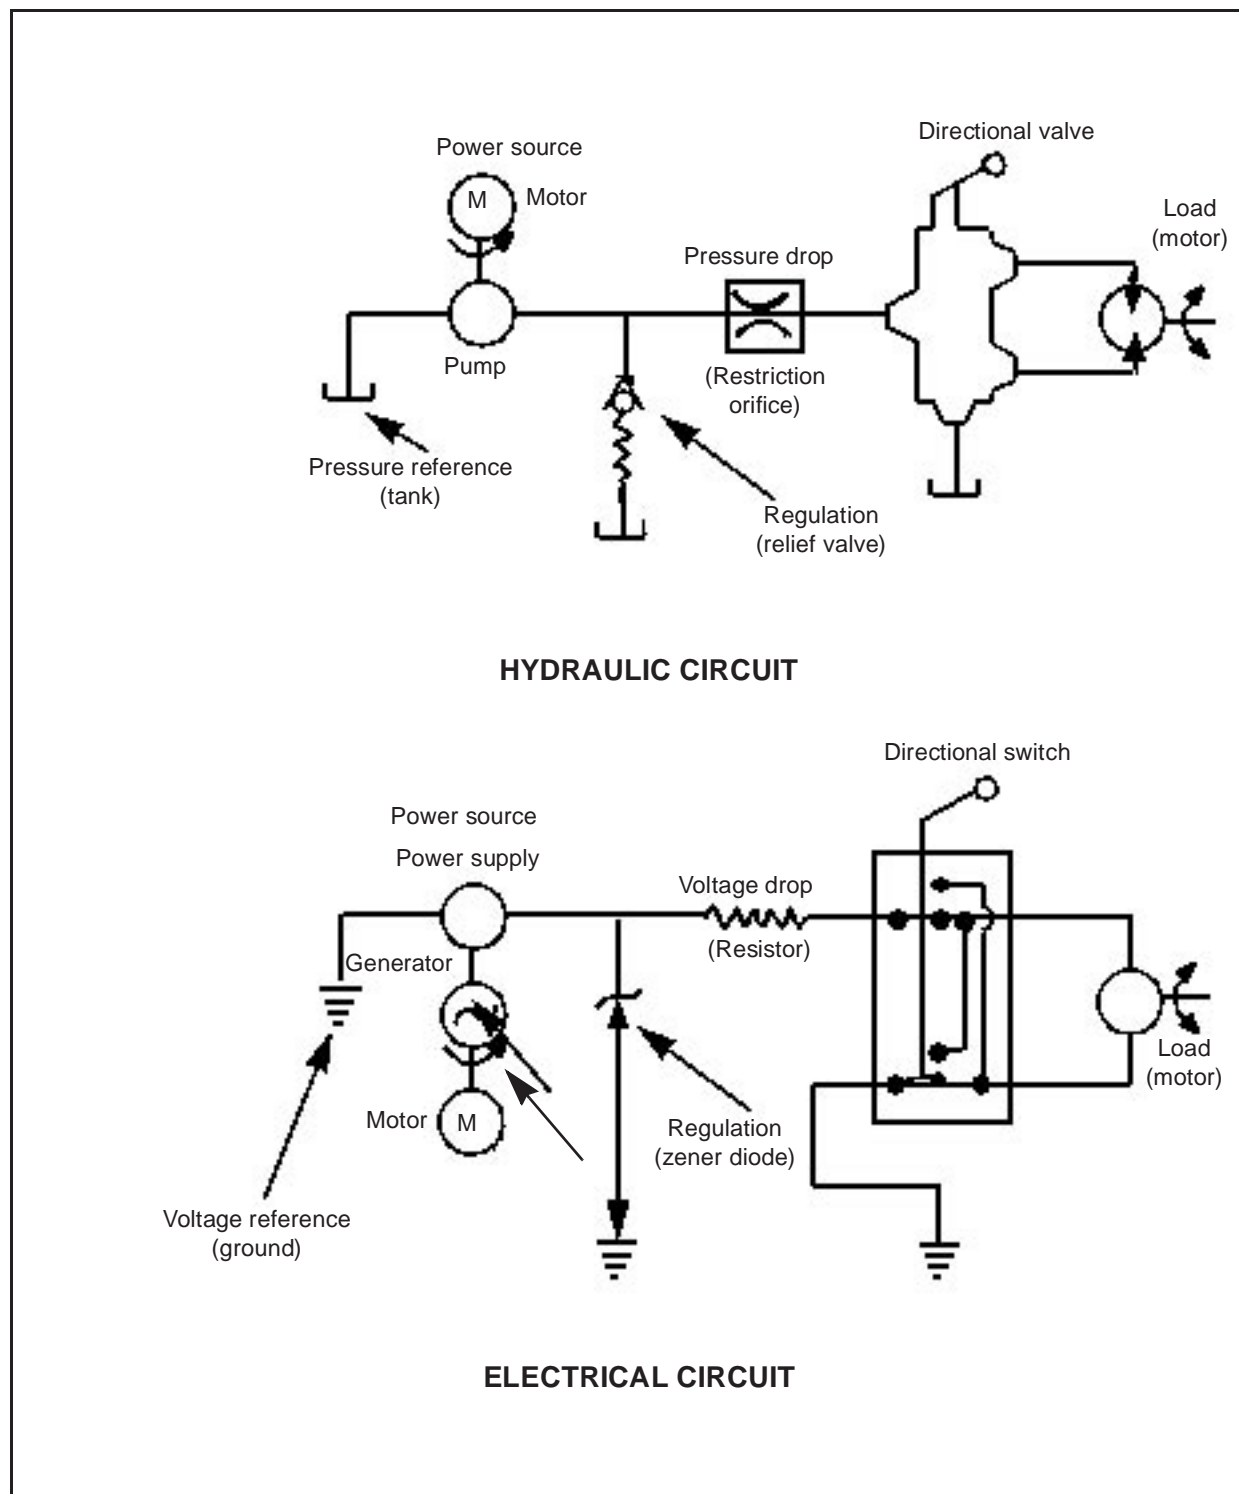 Directional valve
Power source
M
Motor
Load
(motor)
Pressure drop
Pump
(Restriction
orifice)
Pressure reference
(tank)
Regulation
(relief valve)
HYDRAULIC CIRCUIT
Directional switch
Power source
Power supply
Voltage drop
(Resistor)
Generator
Load
(motor)
Motor
M
Regulation
(zener diode)
Voltage reference
(ground)
ELECTRICAL CIRCUIT